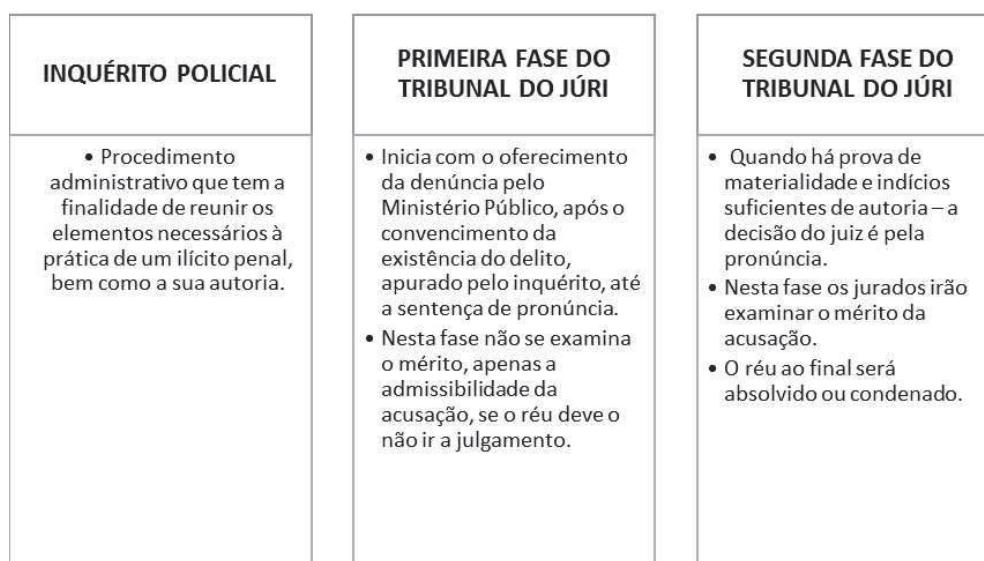 INQUÉRITO POLICIAL
• Procedimento
administrativo que tem a
finalidade de reunir os
elementos necessários à
prática de um ilícito penal,
bem como a sua autoria.
PRIMEIRA FASE DO
TRIBUNAL DO JÚRI
• Inicia com o oferecimento
da denúncia pelo
Ministério Público, após o
convencimento da
existência do delito,
apurado pelo inquérito, até
a sentença de pronúncia.
• Nesta fase não se examina
o mérito, apenas a
admissibilidade da
acusação, se o réu deve o
não ir a julgamento.
SEGUNDA FASE DO
TRIBUNAL DO JÚRI
• Quando há prova de
materialidade e indícios
suficientes de autoria – a
decisão do juiz é pela
pronúncia.
• Nesta fase os jurados irão
examinar o mérito da
acusação.
• O réu ao final será
absolvido ou condenado.